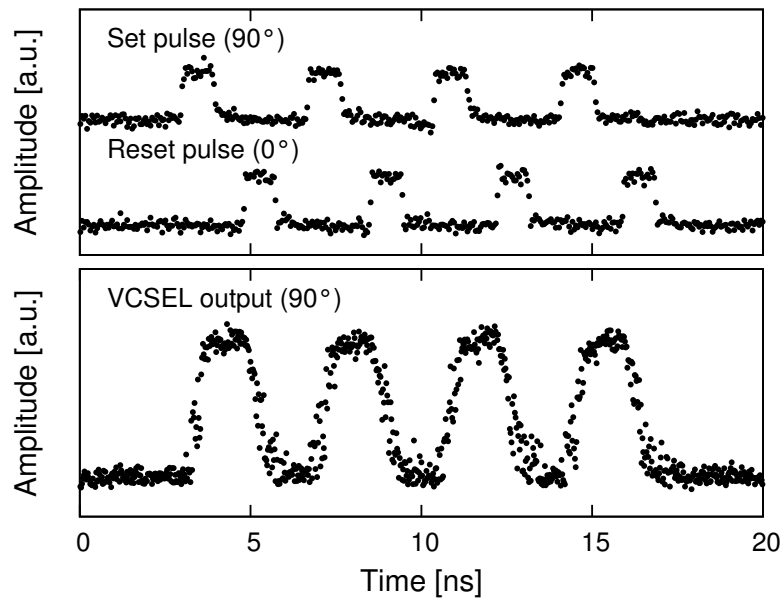 Amplitude [a.u.]
Set pulse (90°)
Reset pulse (0°)
Amplitude [a.u.]
VCSEL output (90°)
0 5 10 15 20
Time [ns]